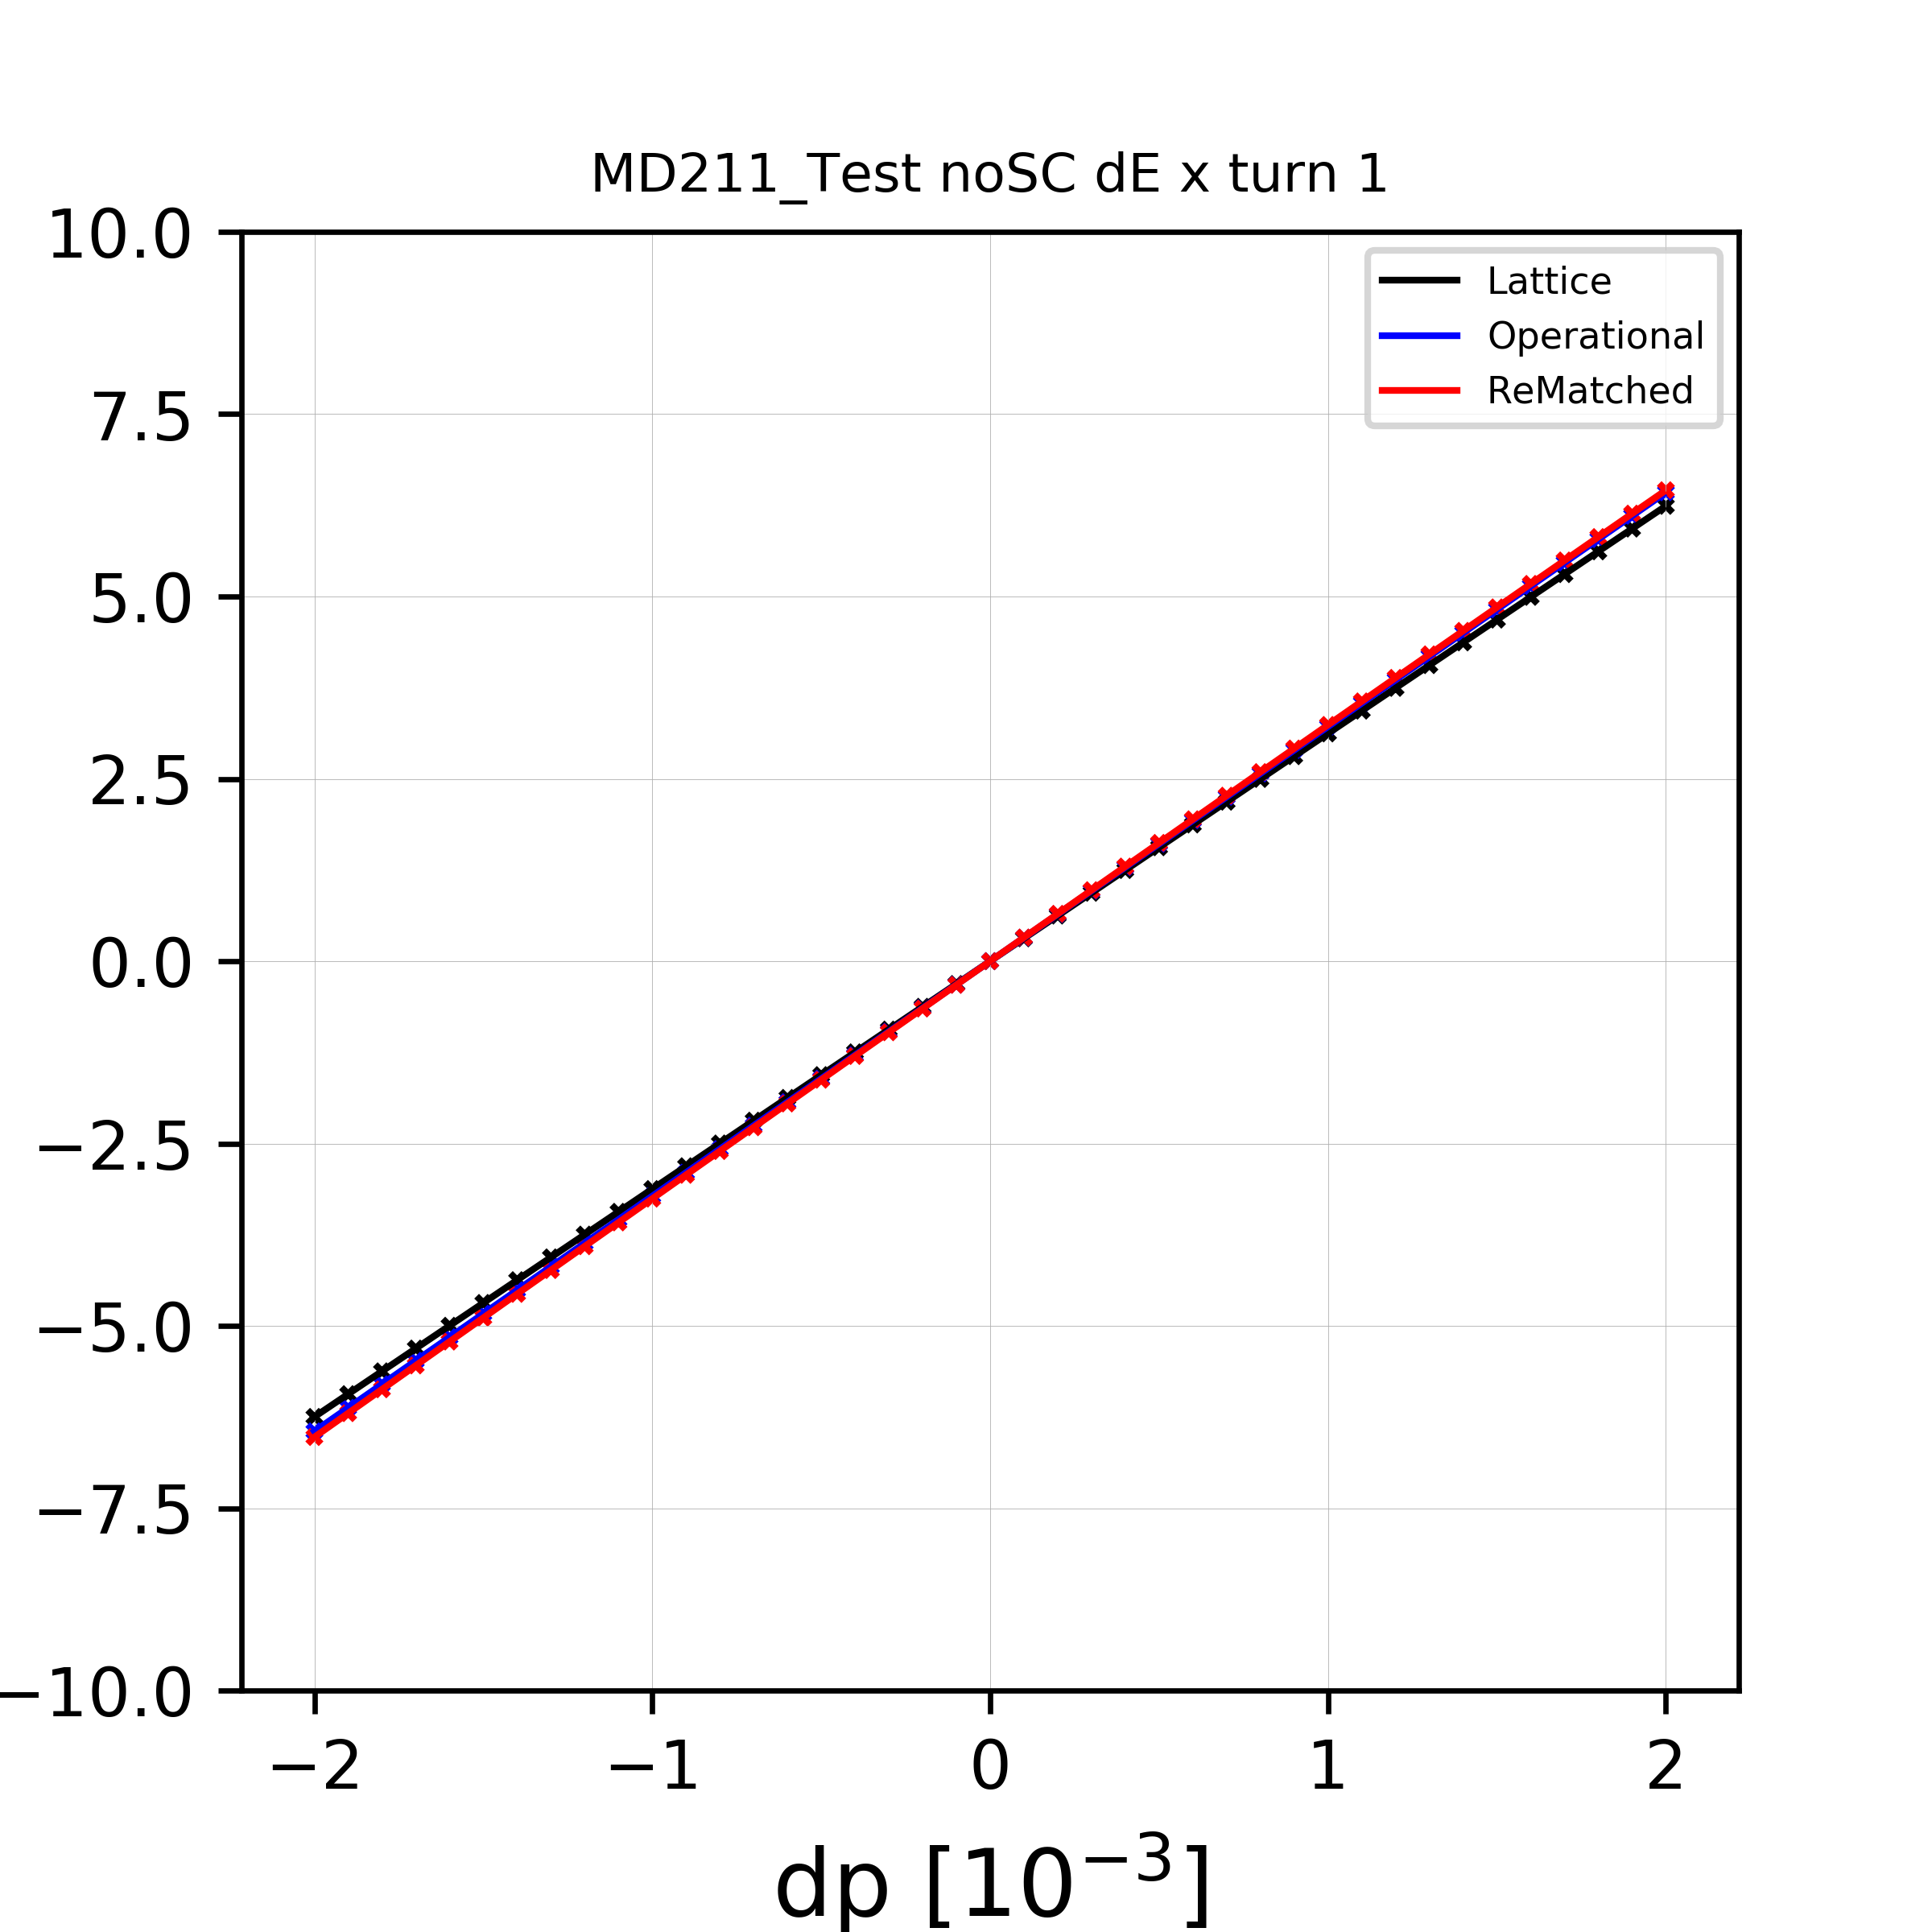 MD211_Test noSC dE x turn 1
10.0
7.5
5.0
2.5
0.0
−2.5
−5.0
−7.5
−10.0
Lattice
Operational
ReMatched
−2 −1 0 1 2
dp [10⁻³]